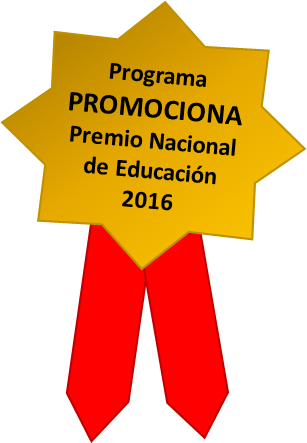 Programa
PROMOCIONA
Premio Nacional
de Educación
2016